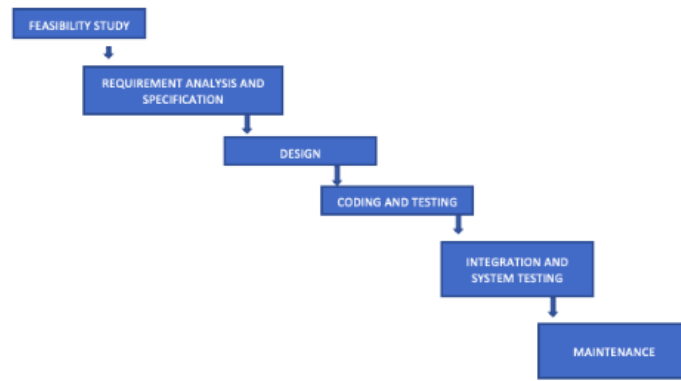 FEASIBILITY STUDY
REQUIREMENT ANALYSIS AND
SPECIFICATION
DESIGN
CODING AND TESTING
INTEGRATION AND
SYSTEM TESTING
MAINTENANCE